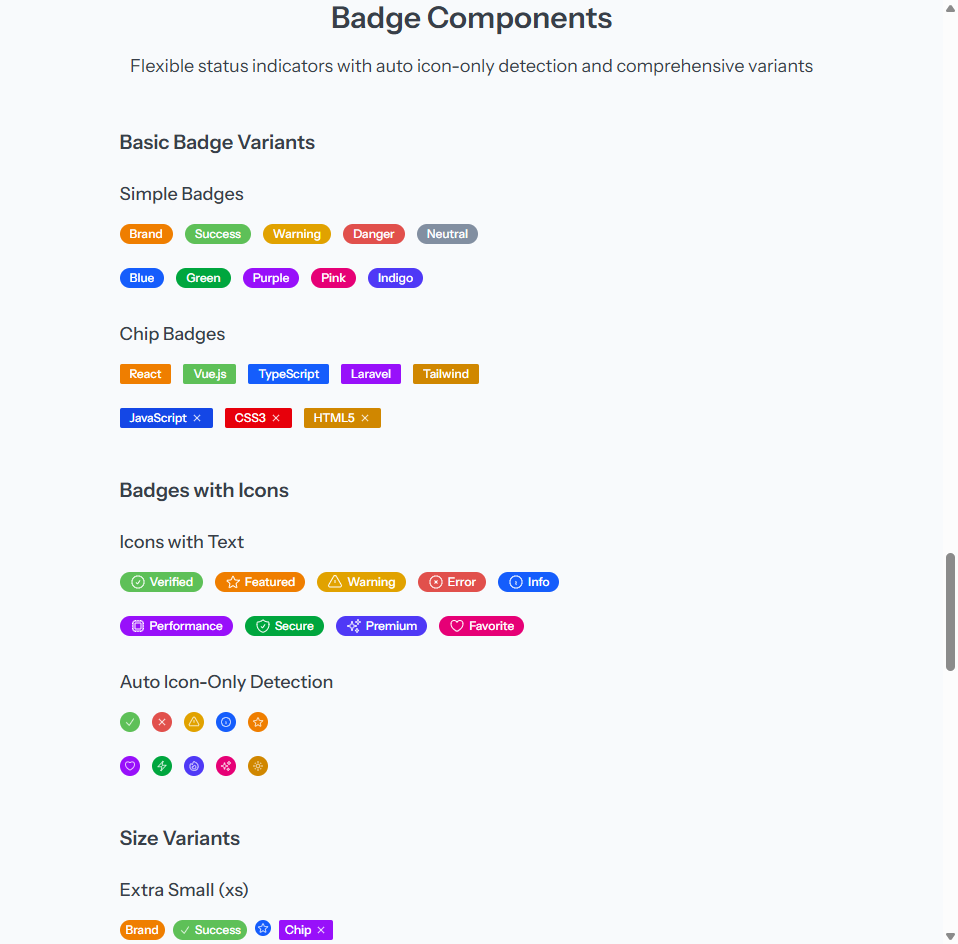 Badge Components
Flexible status indicators with auto icon-only detection and comprehensive variants
Basic Badge Variants
Simple Badges
Brand Success Warning Danger Neutral
Blue Green Purple Pink Indigo
Chip Badges
React Vue.js TypeScript Laravel Tailwind
JavaScript × CSS3 × HTML5 ×
Badges with Icons
Icons with Text
Verified Featured Warning Error Info
Performance Secure Premium Favorite
Auto Icon-Only Detection
Size Variants
Extra Small (xs)
Brand Success Chip ×